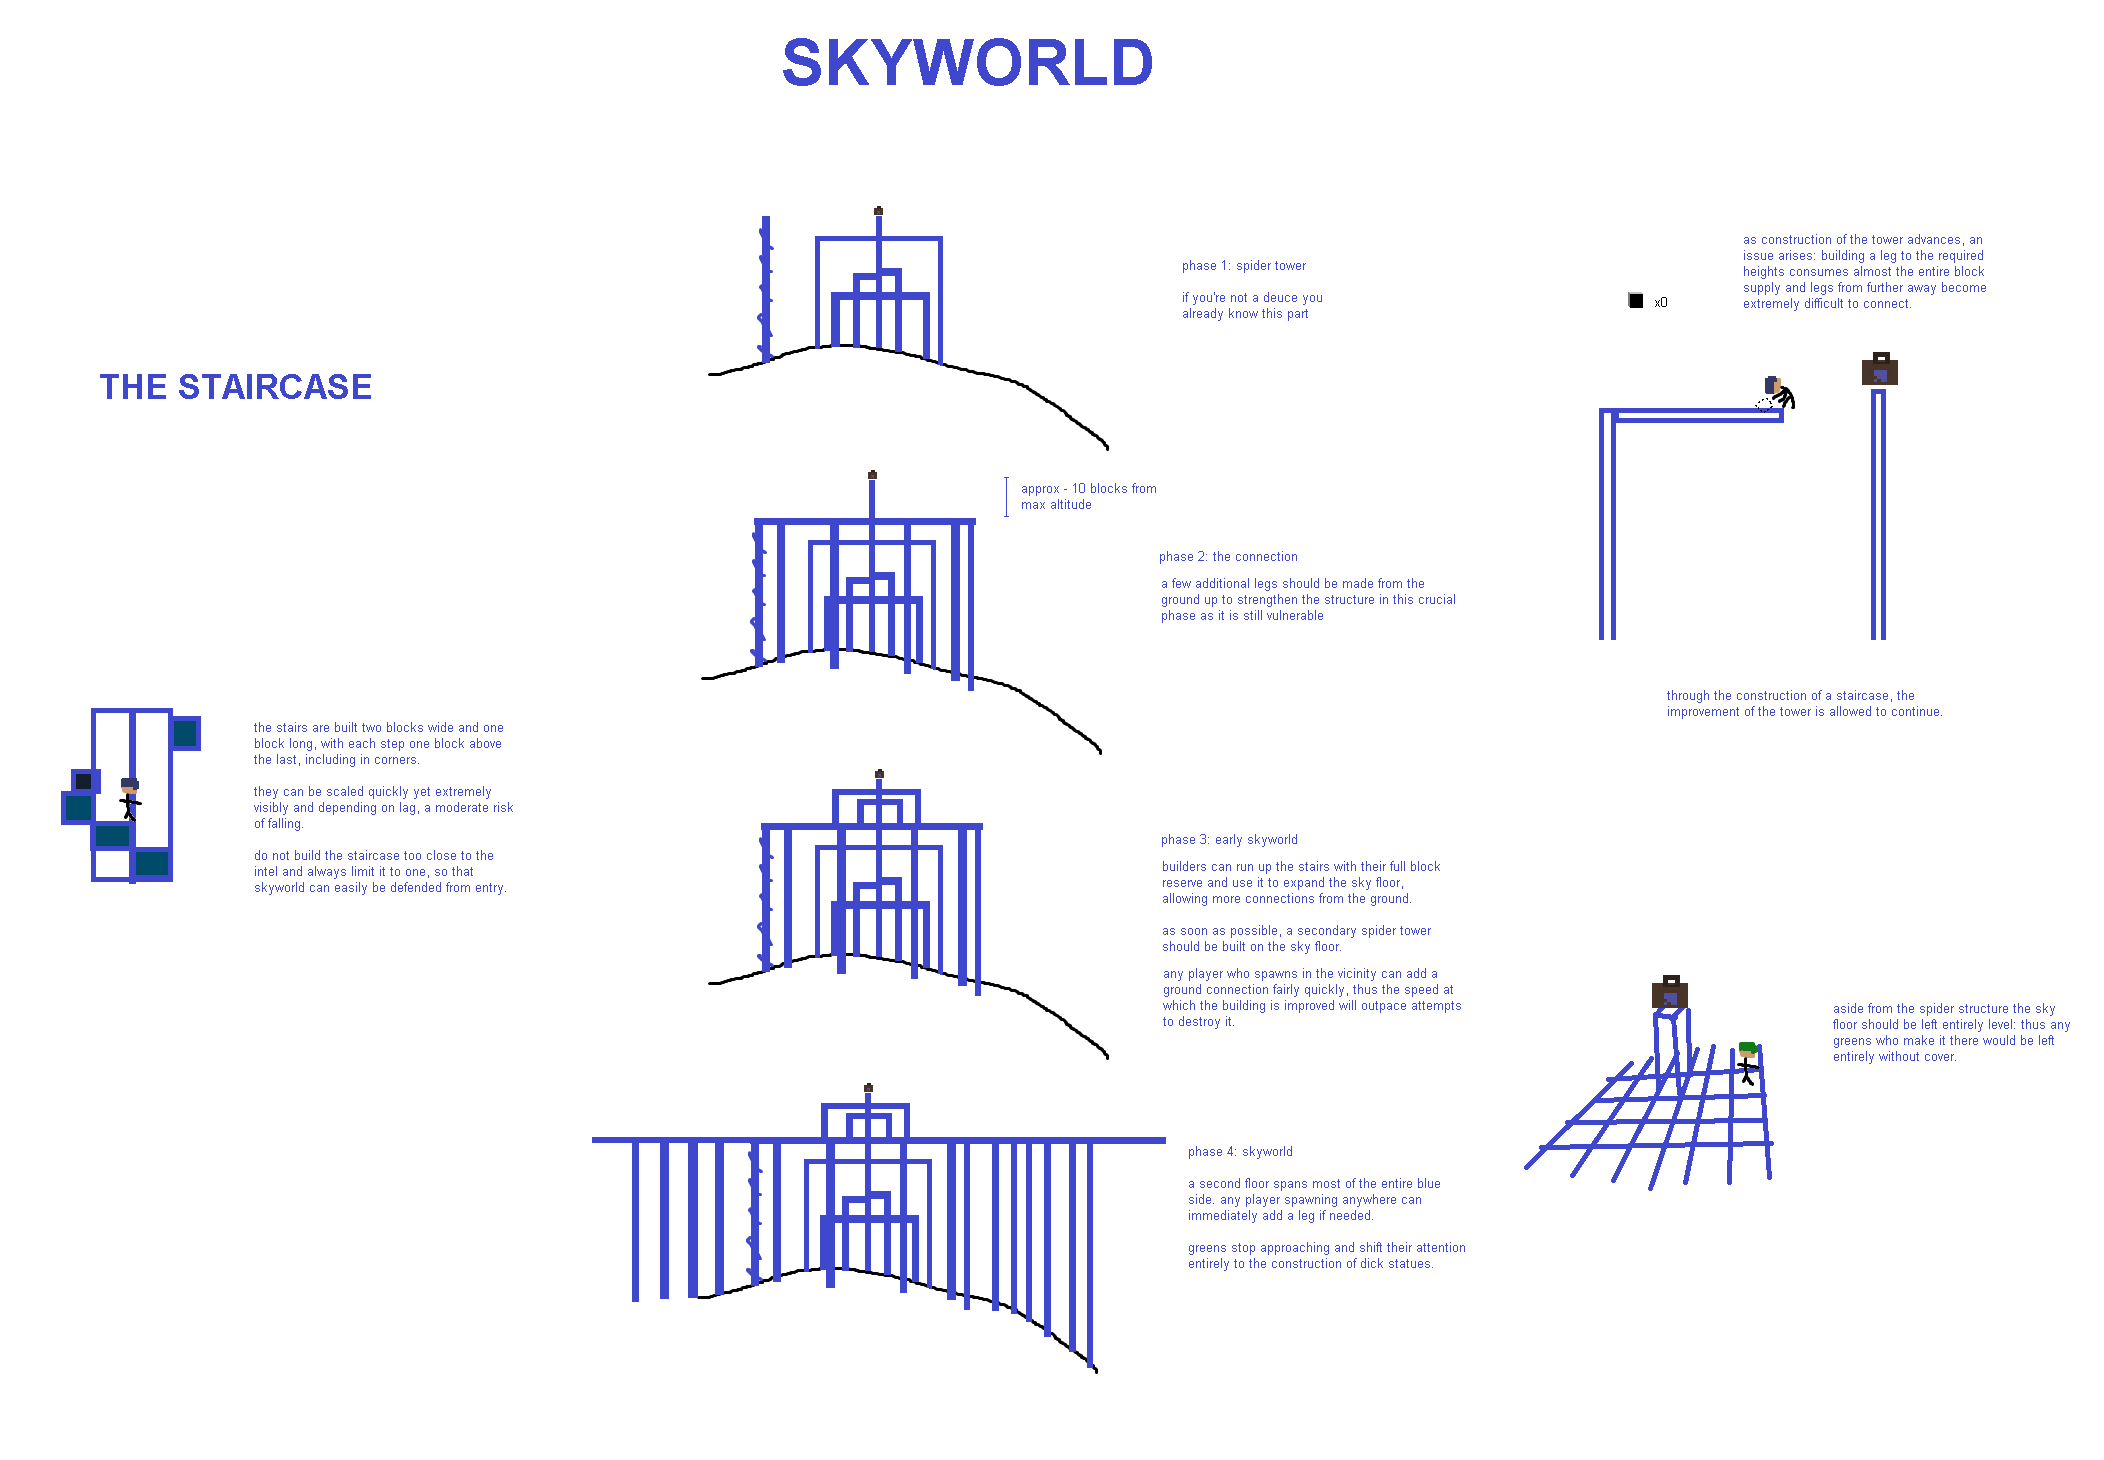 SKYWORLD
THE STAIRCASE
the stairs are built two blocks wide and one
block long, with each step one block above
the last, including in corners.
they can be scaled quickly yet extremely
visibly and depending on lag, a moderate risk
of falling.
do not build the staircase too close to the
intel and always limit it to one, so that
skyworld can easily be defended from entry.
phase 1: spider tower
if you're not a deuce you
already know this part
approx - 10 blocks from
max altitude
phase 2: the connection
a few additional legs should be made from the
ground up to strengthen the structure in this crucial
phase as it is still vulnerable
phase 3: early skyworld
builders can run up the stairs with their full block
reserve and use it to expand the sky floor,
allowing more connections from the ground.
as soon as possible, a secondary spider tower
should be built on the sky floor.
any player who spawns in the vicinity can add a
ground connection fairly quickly, thus the speed at
which the building is improved will outpace attempts
to destroy it.
phase 4: skyworld
a second floor spans most of the entire blue
side. any player spawning anywhere can
immediately add a leg if needed.
greens stop approaching and shift their attention
entirely to the construction of dick statues.
as construction of the tower advances, an
issue arises: building a leg to the required
heights consumes almost the entire block
supply and legs from further away become
extremely difficult to connect.
x0
through the construction of a staircase, the
improvement of the tower is allowed to continue.
aside from the spider structure the sky
floor should be left entirely level: thus any
greens who make it there would be left
entirely without cover.